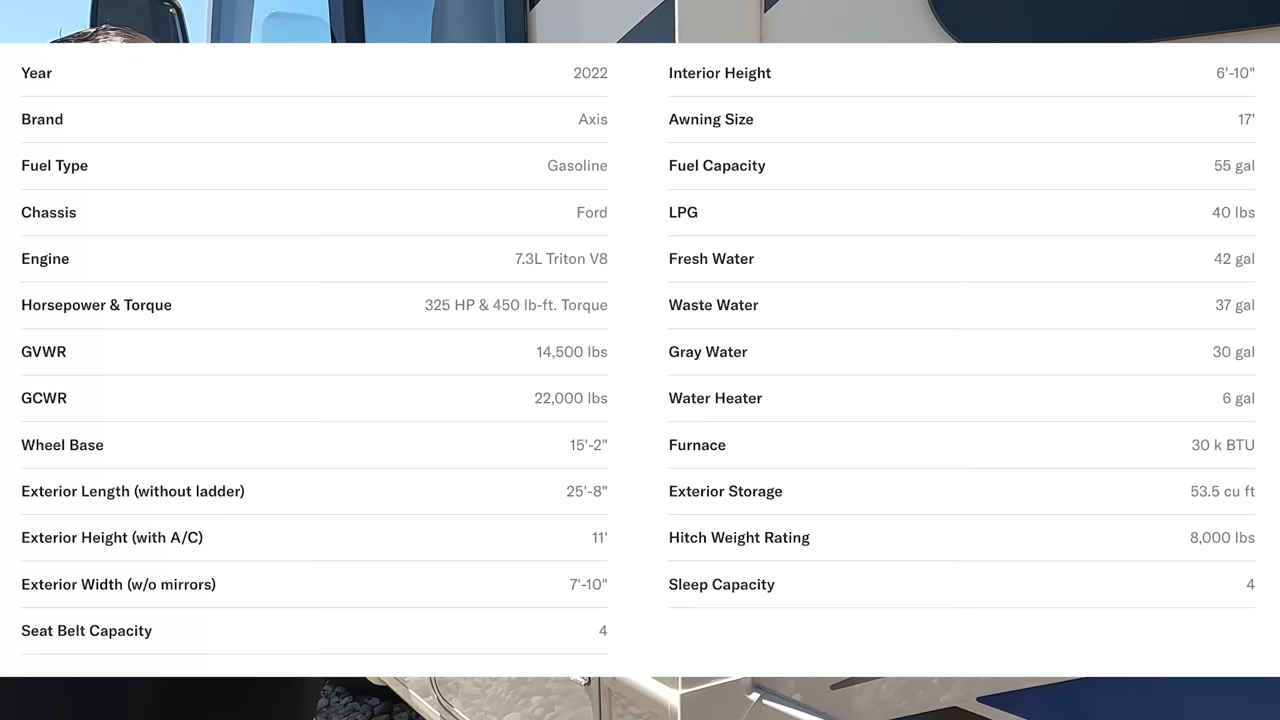 Year 2022
Brand Axis
Fuel Type Gasoline
Chassis Ford
Engine 7.3L Triton V8
Horsepower & Torque 325 HP & 450 lb-ft. Torque
GVWR 14,500 lbs
GCWR 22,000 lbs
Wheel Base 15'-2"
Exterior Length (without ladder) 25'-8"
Exterior Height (with A/C) 11'
Exterior Width (w/o mirrors) 7'-10"
Seat Belt Capacity 4
Interior Height 6'-10"
Awning Size 17'
Fuel Capacity 55 gal
LPG 40 lbs
Fresh Water 42 gal
Waste Water 37 gal
Gray Water 30 gal
Water Heater 6 gal
Furnace 30 k BTU
Exterior Storage 53.5 cu ft
Hitch Weight Rating 8,000 lbs
Sleep Capacity 4